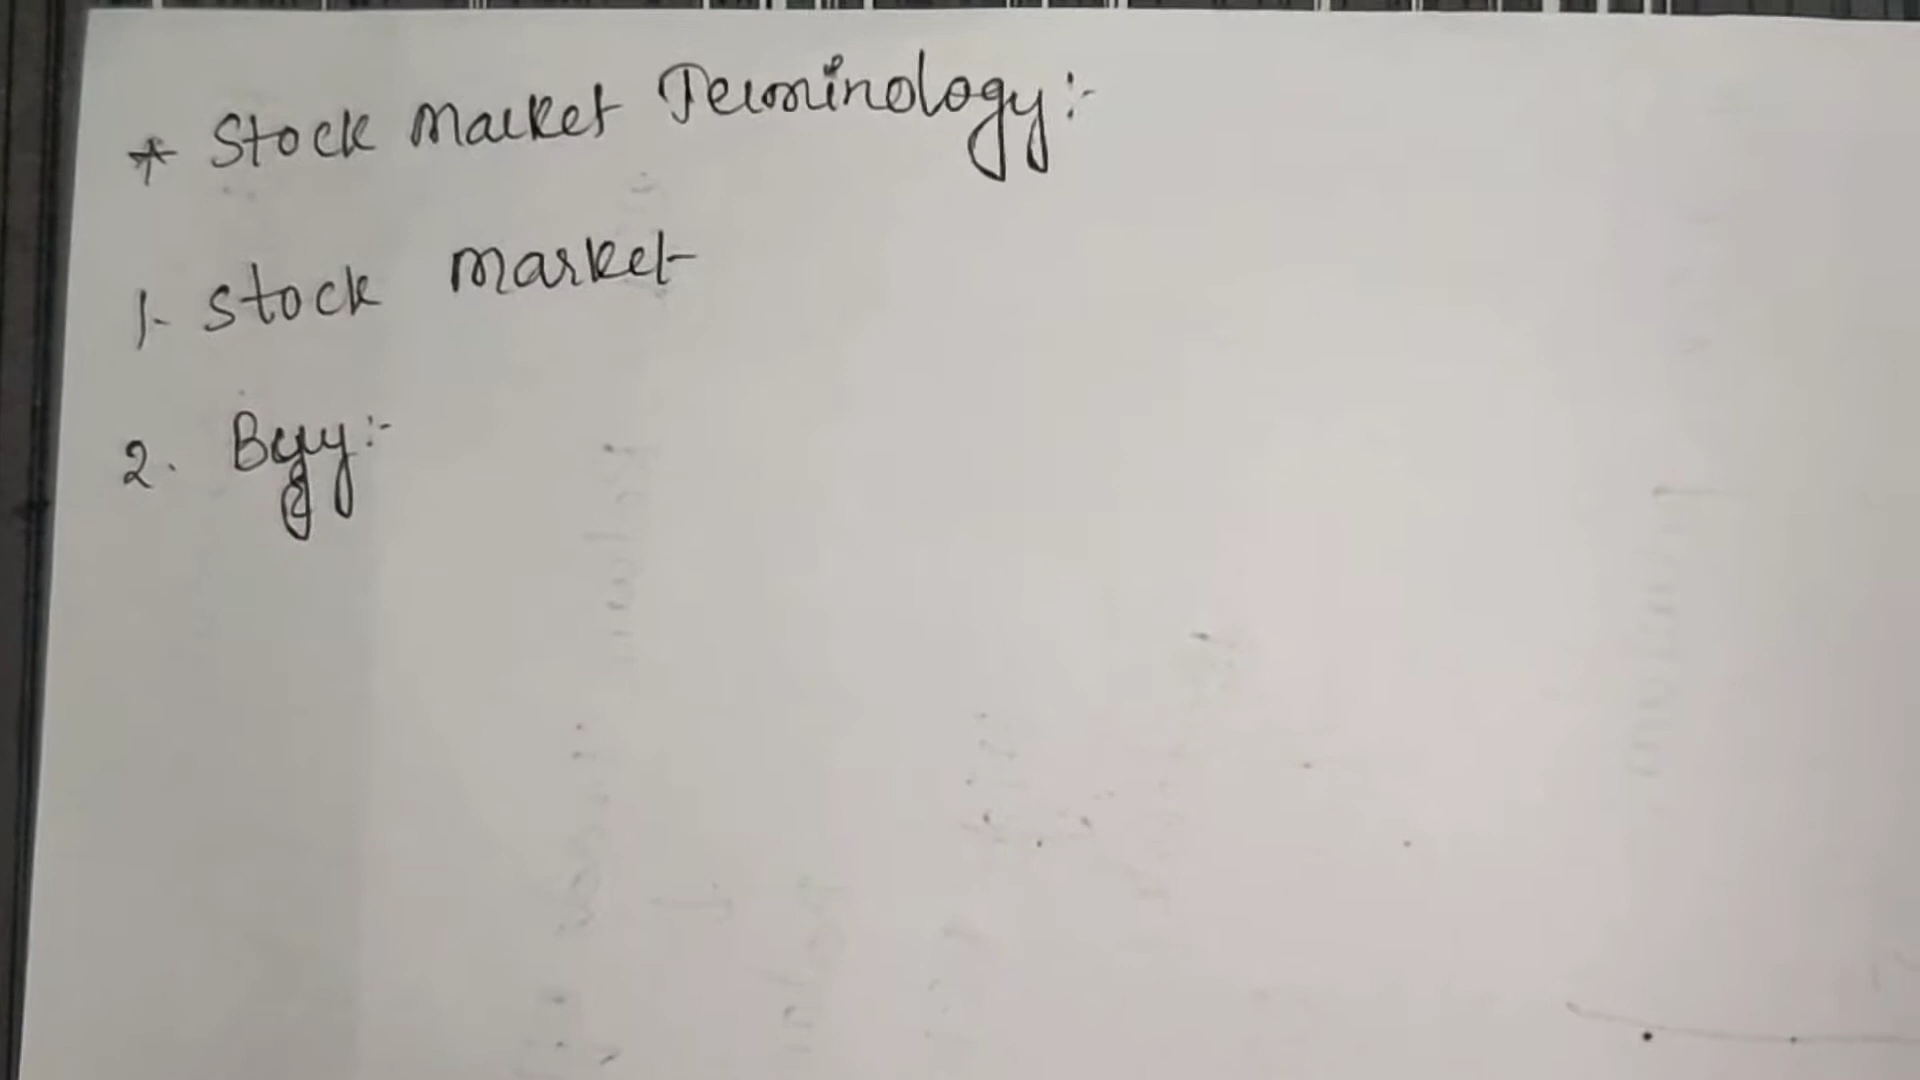 * Stock Market Terminology:-
1. Stock market
2. Buy:-